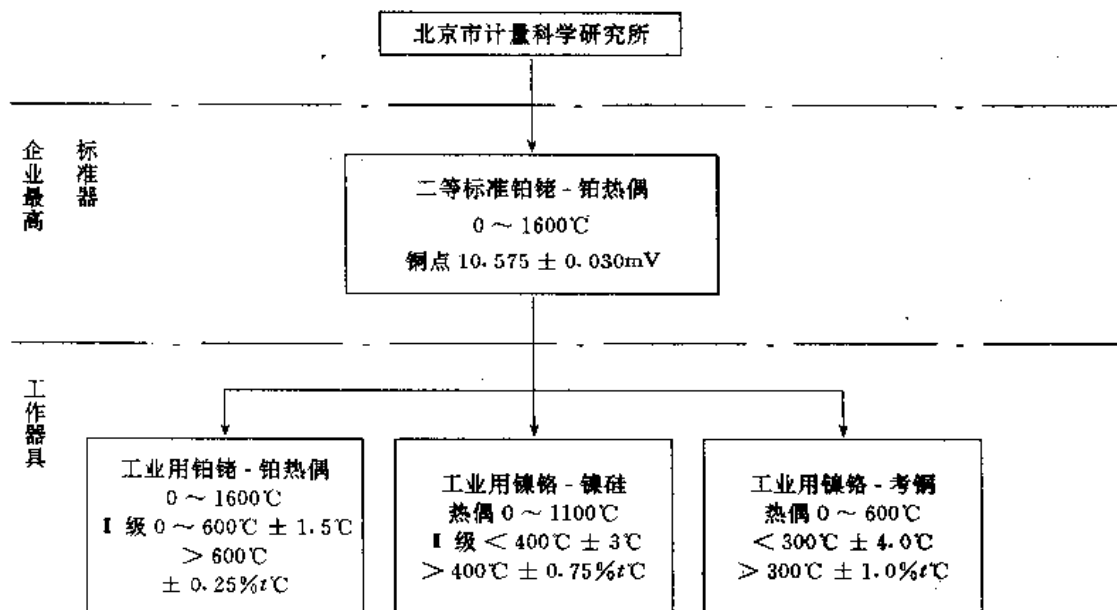 北京市计量科学研究所
企业最高
标准器
二等标准铂铑-铂热偶
0～1600℃
铜点 10.575 ± 0.030mV
工作器具
工业用铂铑-铂热偶
0～1600℃
Ⅱ 级 0～600℃ ± 1.5℃
＞600℃
± 0.25%t℃
工业用镍铬-镍硅
热偶 0～1100℃
Ⅱ 级 ＜400℃ ± 3℃
＞400℃ ± 0.75%t℃
工业用镍铬-考铜
热偶 0～600℃
＜300℃ ± 4.0℃
＞300℃ ± 1.0%t℃